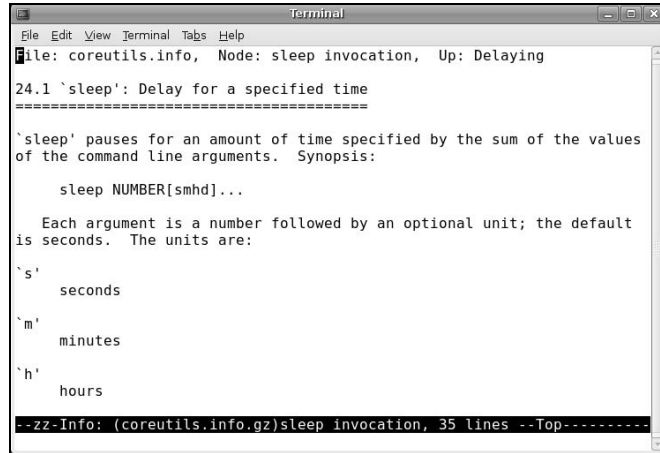 Terminal
File Edit View Terminal Tabs Help
File: coreutils.info,  Node: sleep invocation,  Up: Delaying
24.1 `sleep': Delay for a specified time
========================================
`sleep' pauses for an amount of time specified by the sum of the values
of the command line arguments.  Synopsis:
sleep NUMBER[smhd]...
Each argument is a number followed by an optional unit; the default
is seconds.  The units are:
`s'
seconds
`m'
minutes
`h'
hours
--zz-Info: (coreutils.info.gz)sleep invocation, 35 lines --Top----------